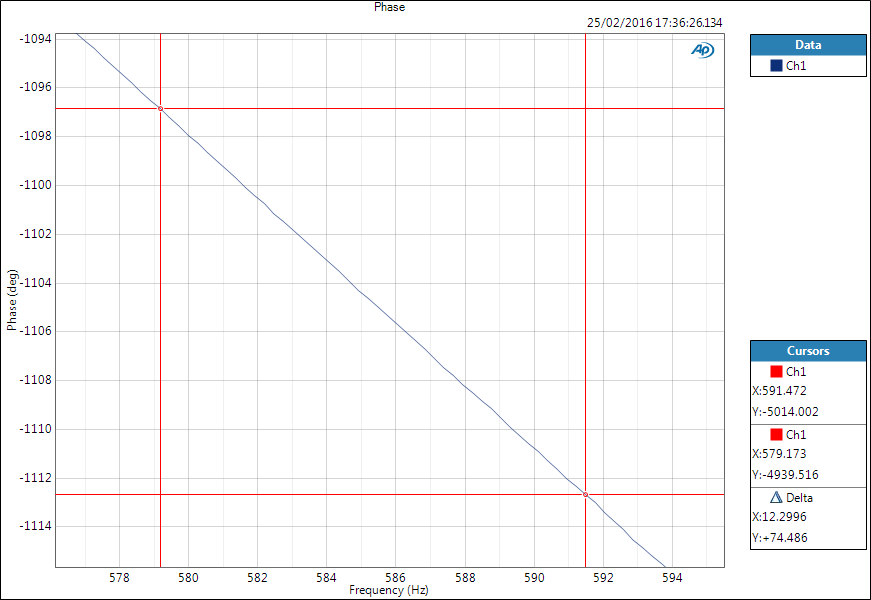 Phase
25/02/2016 17:36:26.134
AP
-1094
-1096
-1098
-1100
-1102
-1104
-1106
-1108
-1110
-1112
-1114
Phase (deg)
578 580 582 584 586 588 590 592 594
Frequency (Hz)
Data
Ch1
Cursors
Ch1
X:591.472
Y:-5014.002
Ch1
X:579.173
Y:-4939.516
Delta
X:12.2996
Y:+74.486